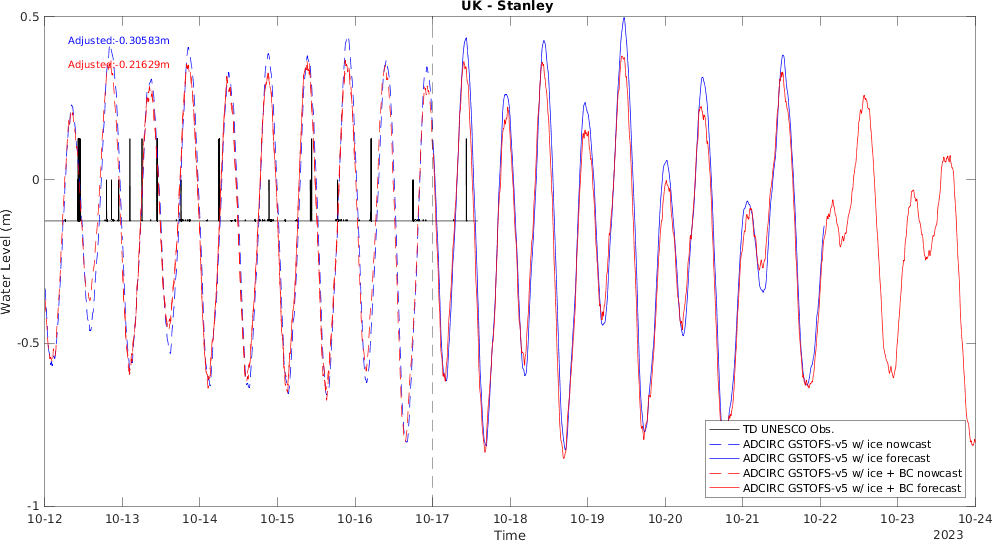 UK - Stanley
Adjusted:-0.30583m
Adjusted:-0.21629m
0.5
0
-0.5
-1
Water Level (m)
TD UNESCO Obs.
ADCIRC GSTOFS-v5 w/ ice nowcast
ADCIRC GSTOFS-v5 w/ ice forecast
ADCIRC GSTOFS-v5 w/ ice + BC nowcast
ADCIRC GSTOFS-v5 w/ ice + BC forecast
10-12 10-13 10-14 10-15 10-16 10-17 10-18 10-19 10-20 10-21 10-22 10-23 10-24
Time
2023